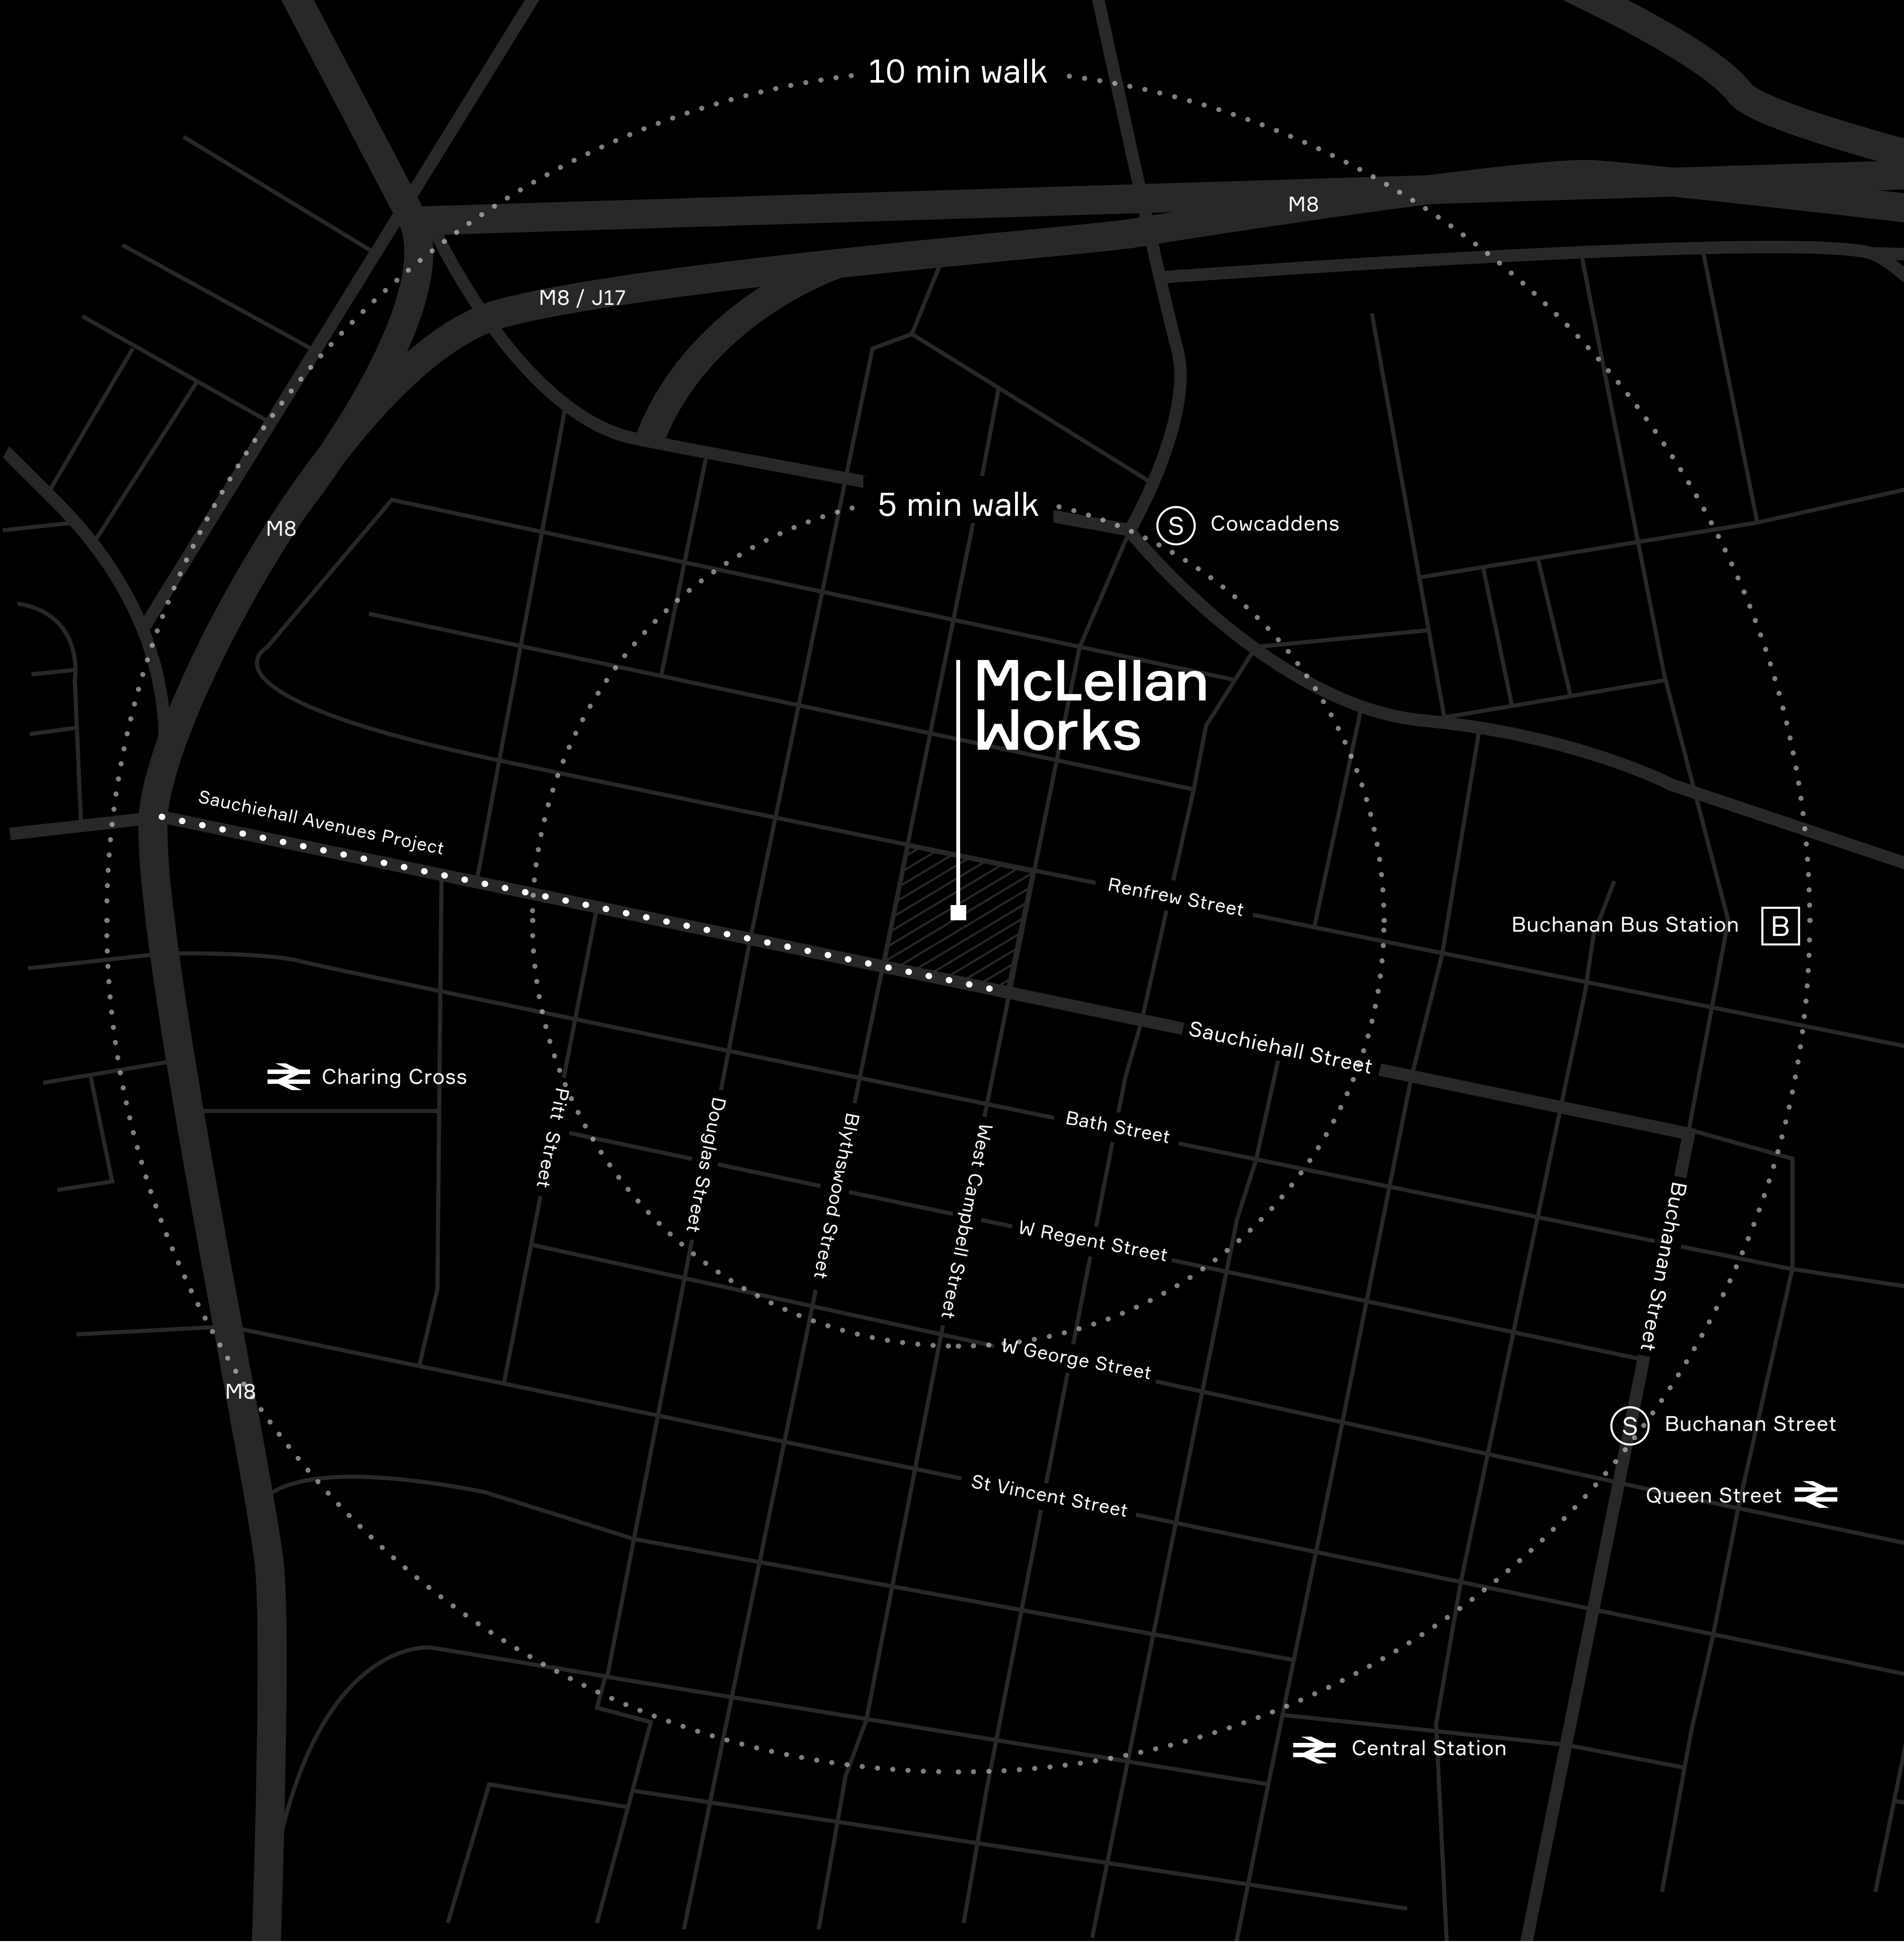 10 min walk
M8
M8 / J17
5 min walk
S
Cowcaddens
M8
McLellan
Works
Sauchiehall Avenues Project
Renfrew Street
Buchanan Bus Station
B
Sauchiehall Street
Charing Cross
Pitt Street
Douglas Street
Blythswood Street
West Campbell Street
Bath Street
W Regent Street
Buchanan Street
W George Street
M8
S
Buchanan Street
St Vincent Street
Queen Street
Central Station